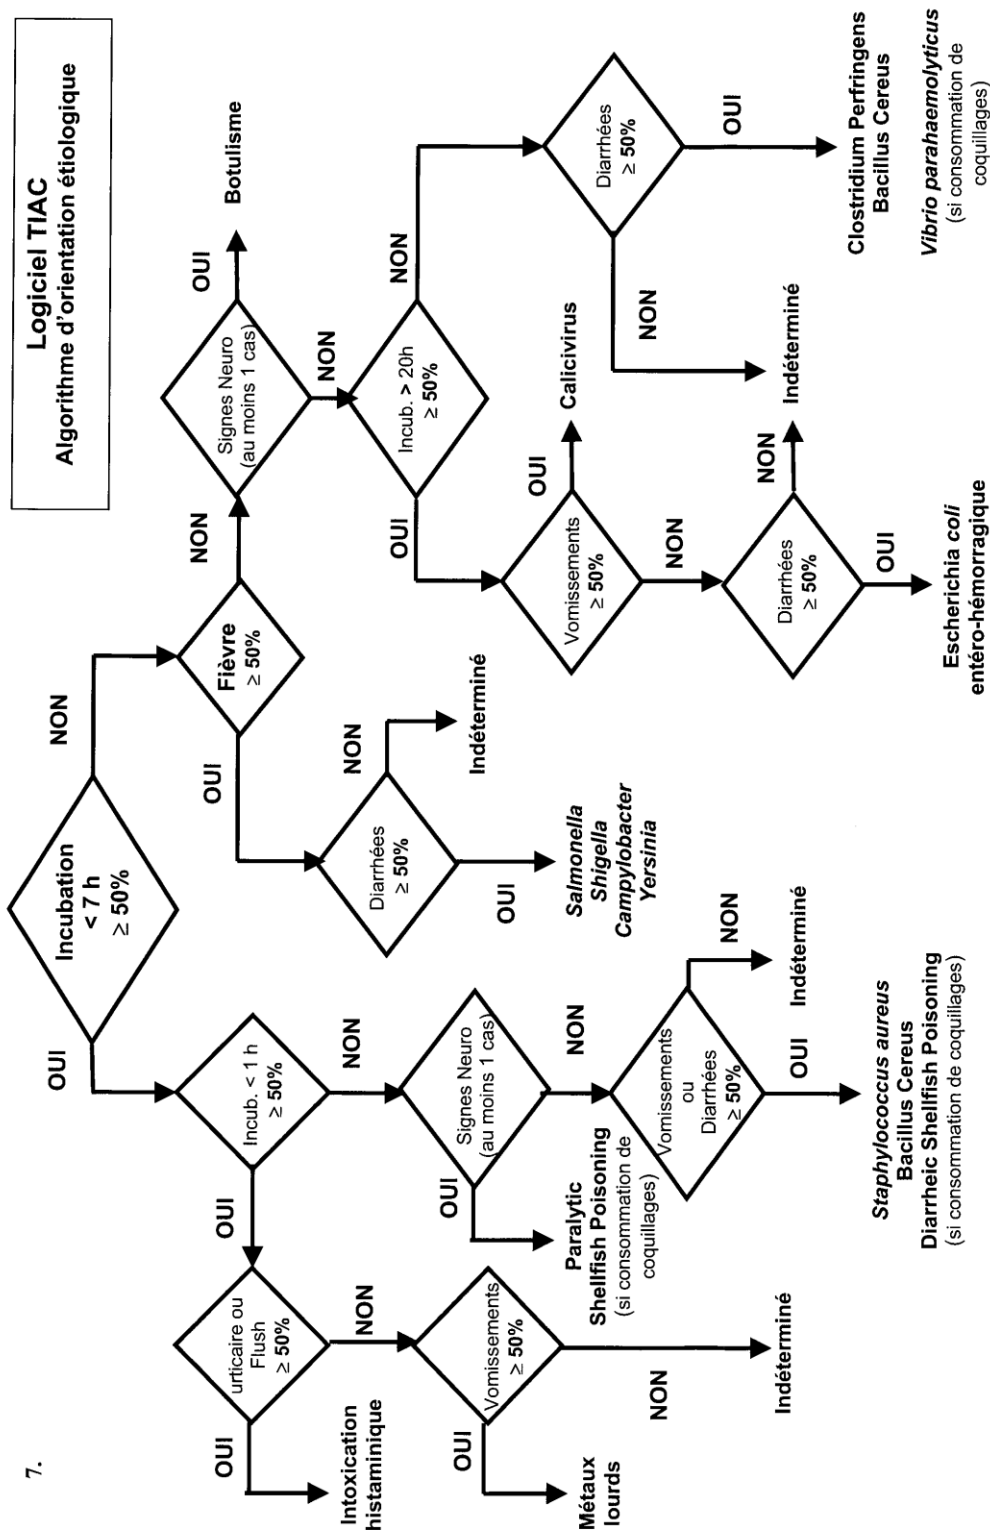 7.
Logiciel TIAC
Algorithme d'orientation étiologique
Incubation
< 7 h
≥ 50%
OUI
NON
Incub. < 1 h
≥ 50%
OUI
NON
urticaire ou
Flush
≥ 50%
OUI
NON
Intoxication
histaminique
Vomissements
≥ 50%
OUI
NON
Métaux
lourds
Indéterminé
Signes Neuro
(au moins 1 cas)
OUI
NON
Paralytic
Shellfish Poisoning
(si consommation de
coquillages)
Vomissements
ou
Diarrhées
≥ 50%
OUI
NON
Indéterminé
Staphylococcus aureus
Bacillus Cereus
Diarrheic Shellfish Poisoning
(si consommation de coquillages)
Fièvre
≥ 50%
OUI
NON
Diarrhées
≥ 50%
OUI
NON
Indéterminé
Salmonella
Shigella
Campylobacter
Yersinia
Signes Neuro
(au moins 1 cas)
OUI
NON
Botulisme
Incub. > 20h
≥ 50%
OUI
NON
Vomissements
≥ 50%
OUI
NON
Calicivirus
Diarrhées
≥ 50%
OUI
NON
Indéterminé
Escherichia coli
entéro-hémorragique
Diarrhées
≥ 50%
OUI
NON
Indéterminé
Clostridium Perfringens
Bacillus Cereus
Vibrio parahaemolyticus
(si consommation de
coquillages)